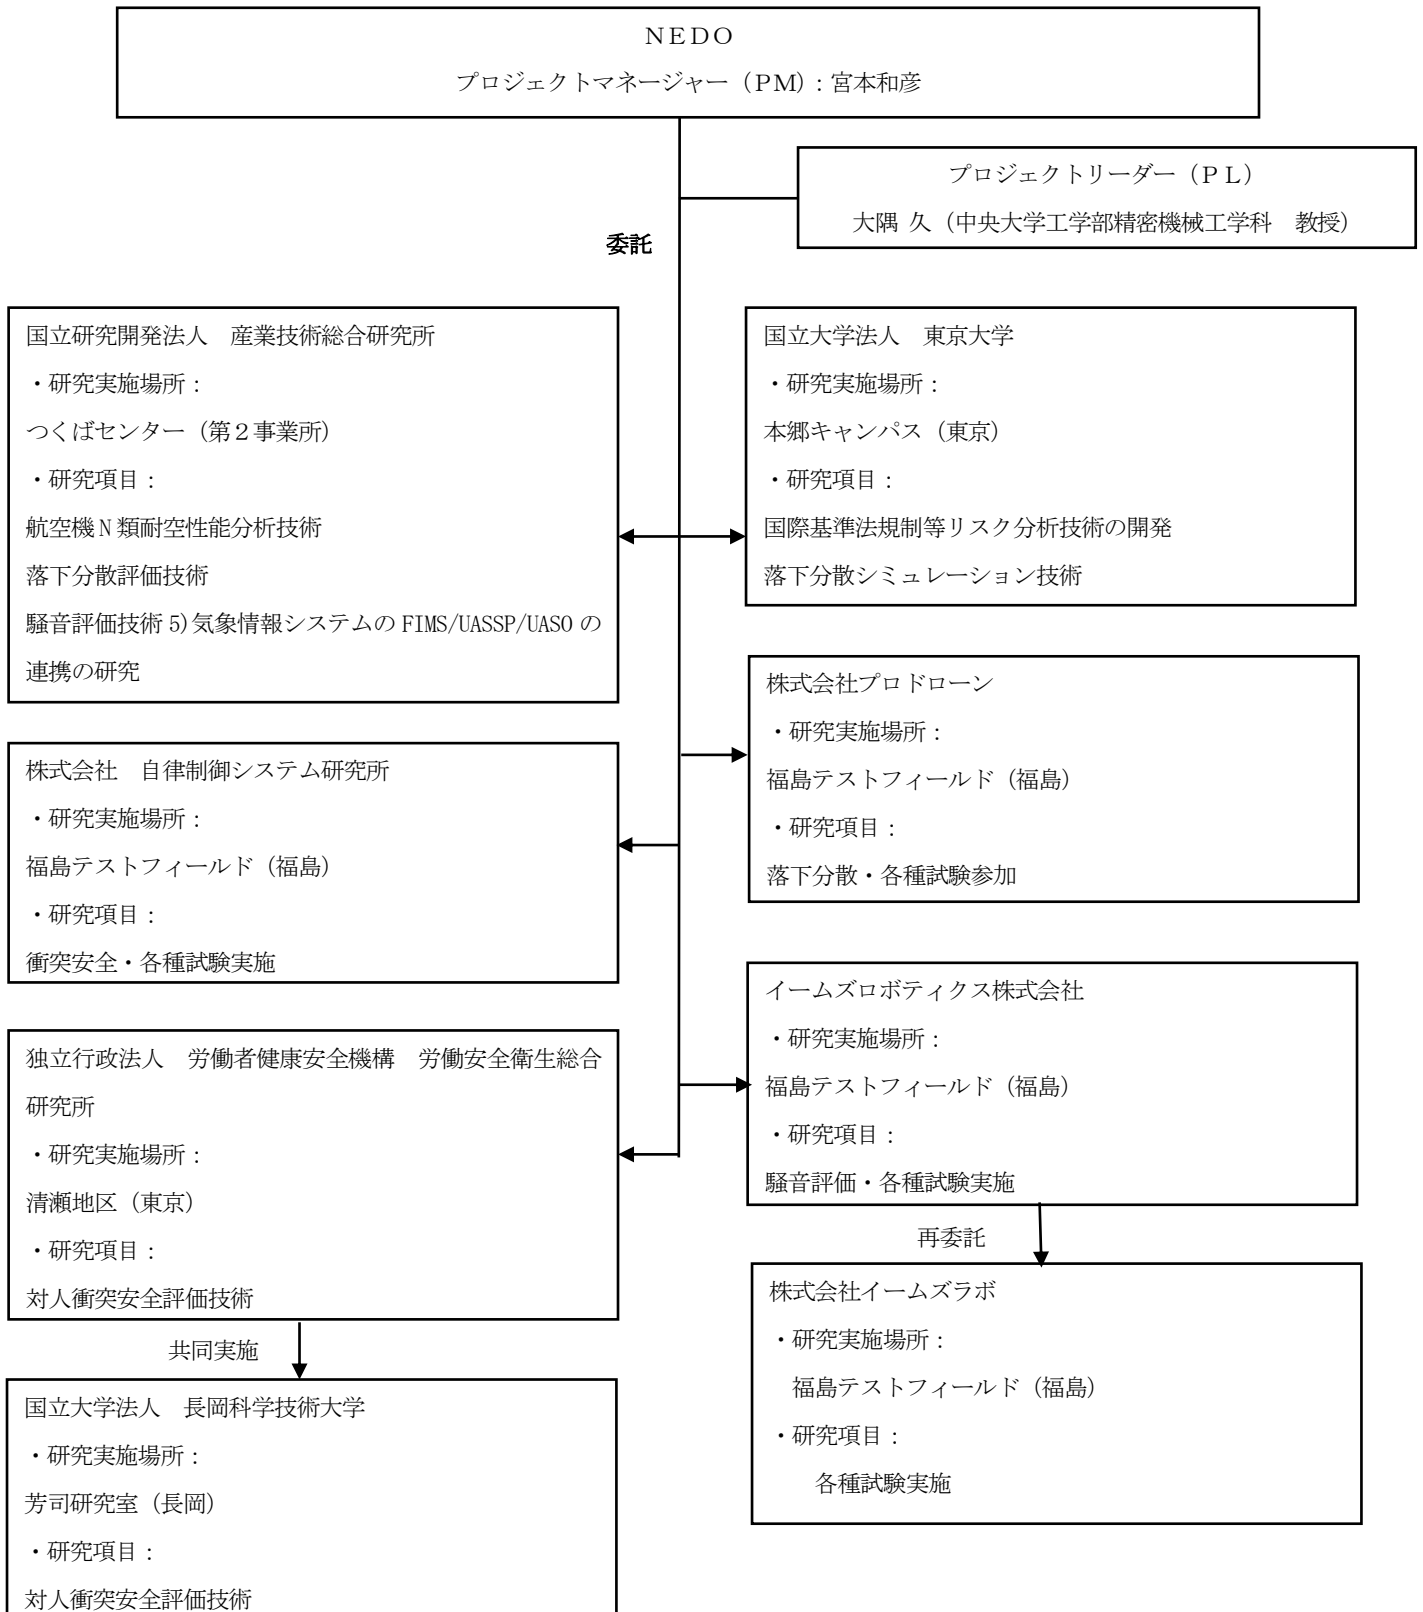 ＮＥＤＯ
プロジェクトマネージャー（ＰＭ）：宮本和彦
プロジェクトリーダー（ＰＬ）
大隅 久（中央大学工学部精密機械工学科　教授）
委託
国立研究開発法人　産業技術総合研究所
・研究実施場所：
つくばセンター（第２事業所）
・研究項目：
航空機Ｎ類耐空性能分析技術
落下分散評価技術
騒音評価技術 5)気象情報システムの FIMS/UASSP/UASO の
連携の研究
国立大学法人　東京大学
・研究実施場所：
本郷キャンパス（東京）
・研究項目：
国際基準法規制等リスク分析技術の開発
落下分散シミュレーション技術
株式会社プロドローン
・研究実施場所：
福島テストフィールド（福島）
・研究項目：
落下分散・各種試験参加
株式会社　自律制御システム研究所
・研究実施場所：
福島テストフィールド（福島）
・研究項目：
衝突安全・各種試験実施
イームズロボティクス株式会社
・研究実施場所：
福島テストフィールド（福島）
・研究項目：
騒音評価・各種試験実施
独立行政法人　労働者健康安全機構　労働安全衛生総合
研究所
・研究実施場所：
清瀬地区（東京）
・研究項目：
対人衝突安全評価技術
再委託
株式会社イームズラボ
・研究実施場所：
福島テストフィールド（福島）
・研究項目：
各種試験実施
共同実施
国立大学法人　長岡科学技術大学
・研究実施場所：
芳司研究室（長岡）
・研究項目：
対人衝突安全評価技術